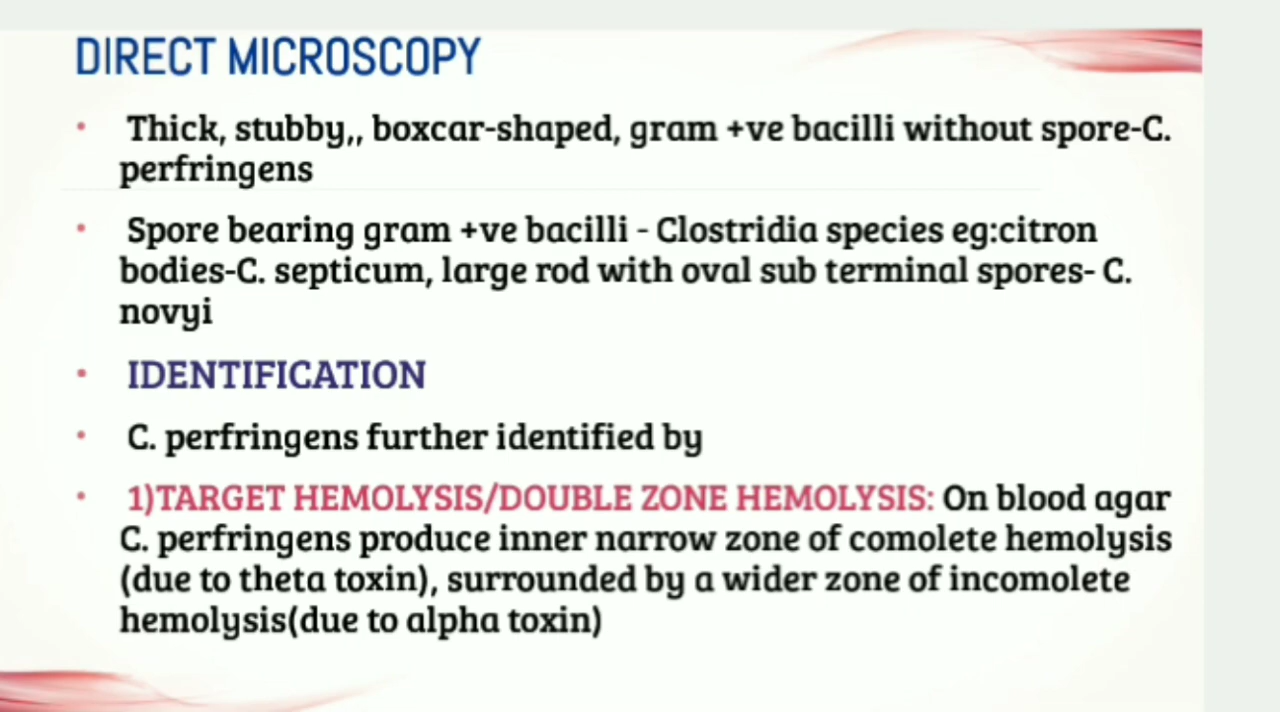 DIRECT MICROSCOPY
• Thick, stubby,, boxcar-shaped, gram +ve bacilli without spore-C.
perfringens
• Spore bearing gram +ve bacilli - Clostridia species eg:citron
bodies-C. septicum, large rod with oval sub terminal spores- C.
novyi
• IDENTIFICATION
• C. perfringens further identified by
• 1)TARGET HEMOLYSIS/DOUBLE ZONE HEMOLYSIS: On blood agar
C. perfringens produce inner narrow zone of comolete hemolysis
(due to theta toxin), surrounded by a wider zone of incomolete
hemolysis(due to alpha toxin)